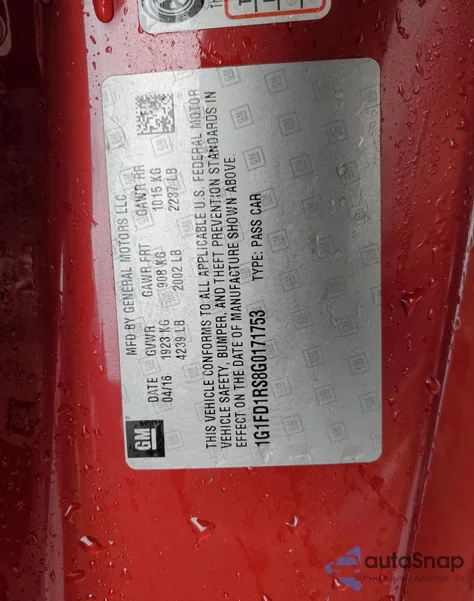 MFD BY GENERAL MOTORS LLC
DATE GVWR GAWR FRT GAWR RR
04/16 1923 KG 908 KG 1015 KG
4239 LB 2002 LB 2237 LB
GM
THIS VEHICLE CONFORMS TO ALL APPLICABLE U.S. FEDERAL MOTOR
VEHICLE SAFETY, BUMPER, AND THEFT PREVENTION STANDARDS IN
EFFECT ON THE DATE OF MANUFACTURE SHOWN ABOVE
1G1FD1RS8G0171753 TYPE: PASS CAR
autoSnap